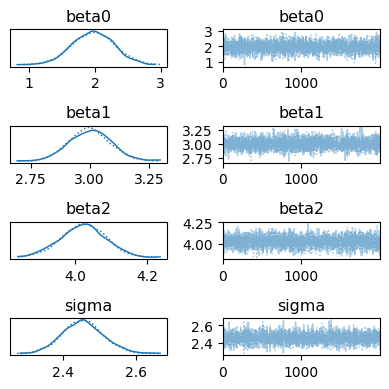 beta0 beta0
3
2
1
1 2 3 0 1000
beta1 beta1
3.25
3.00
2.75
2.75 3.00 3.25 0 1000
beta2 beta2
4.25
4.00
4.0 4.2 0 1000
sigma sigma
2.6
2.4
2.4 2.6 0 1000